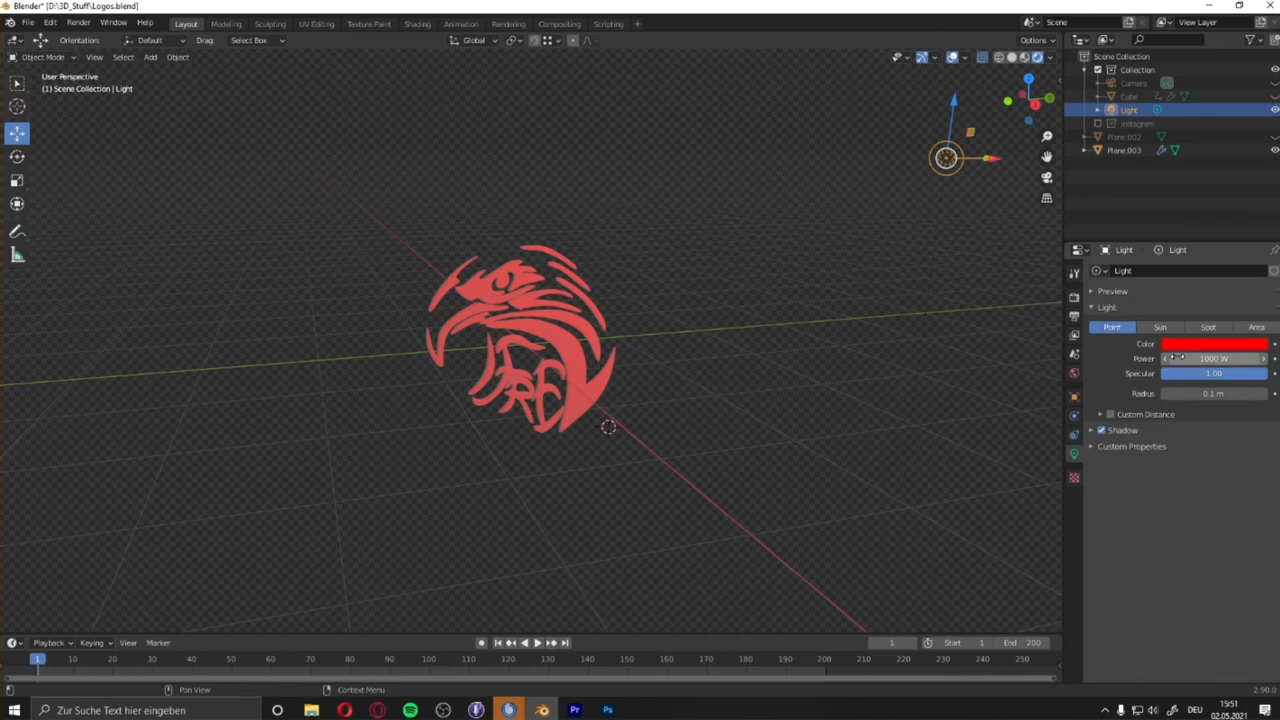 Blender* [D:\3D_Stuff\Logos.blend]
File Edit Render Window Help Layout Modeling Sculpting UV Editing Texture Paint Shading Animation Rendering Compositing Scripting + Scene View Layer
Orientation: Default Drag: Select Box Global Options
Object Mode View Select Add Object
User Perspective
(1) Scene Collection | Light
Scene Collection
Collection
Camera
Cube
Light
instagram
Plane.002
Plane.003
Light Light
Light
Preview
Light
Point Sun Spot Area
Color
Power 1000 W
Specular 1.00
Radius 0.1 m
Custom Distance
Shadow
Custom Properties
Z
Y
Playback Keying View Marker 1 Start 1 End 200
1 10 20 30 40 50 60 70 80 90 100 110 120 130 140 150 160 170 180 190 200 210 220 230 240 250
Pan View Context Menu 2.90.0
Zur Suche Text hier eingeben DEU 15:51
02.05.2021